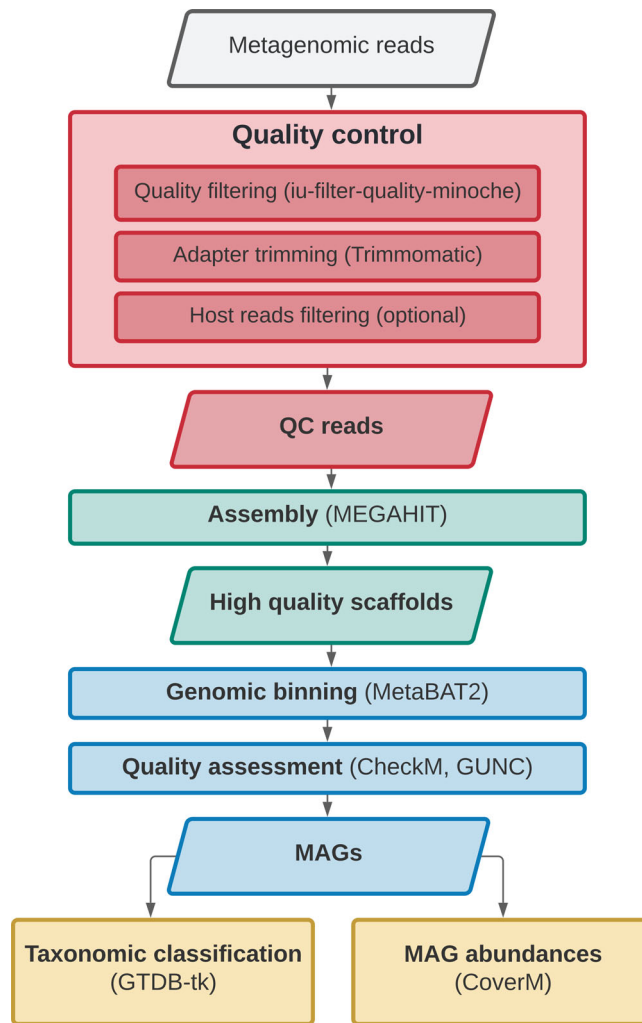 Metagenomic reads
Quality control
Quality filtering (iu-filter-quality-minoche)
Adapter trimming (Trimmomatic)
Host reads filtering (optional)
QC reads
Assembly (MEGAHIT)
High quality scaffolds
Genomic binning (MetaBAT2)
Quality assessment (CheckM, GUNC)
MAGs
Taxonomic classification
(GTDB-tk)
MAG abundances
(CoverM)